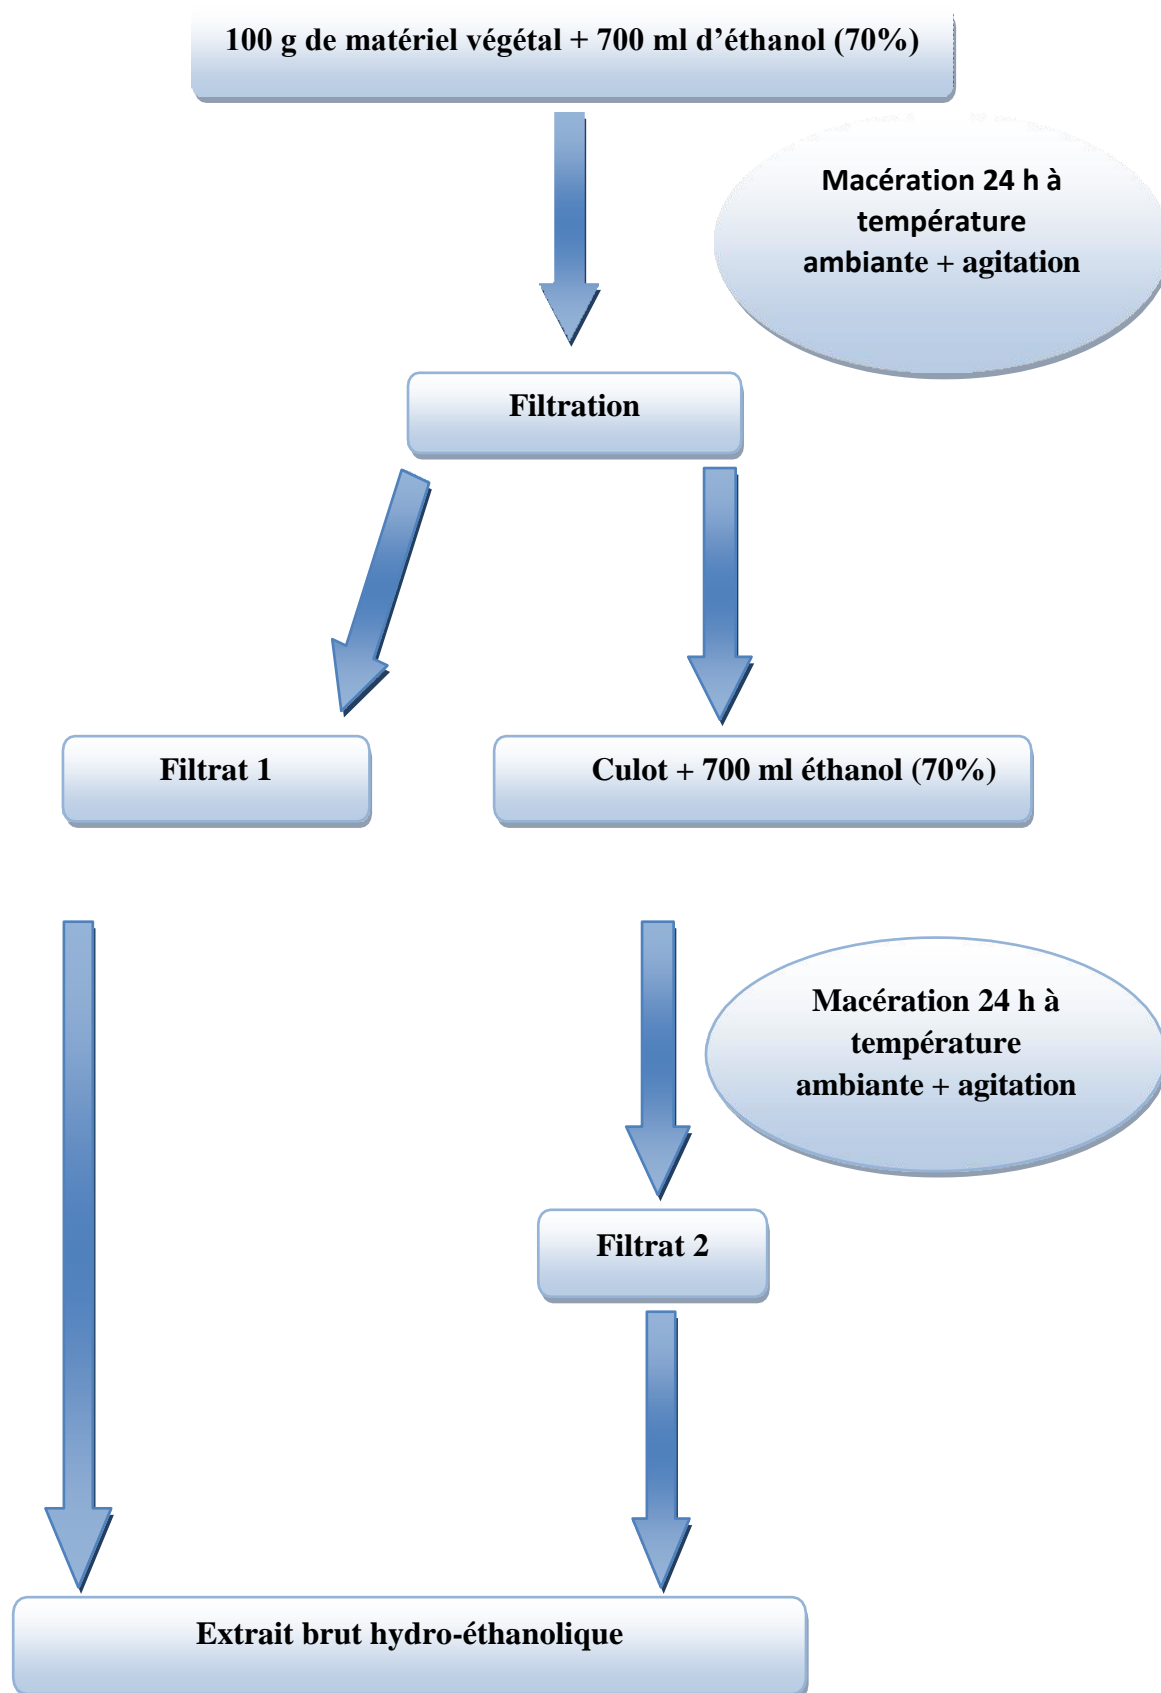 100 g de matériel végétal + 700 ml d’éthanol (70%)
Macération 24 h à
température
ambiante + agitation
Filtration
Filtrat 1
Culot + 700 ml éthanol (70%)
Macération 24 h à
température
ambiante + agitation
Filtrat 2
Extrait brut hydro-éthanolique